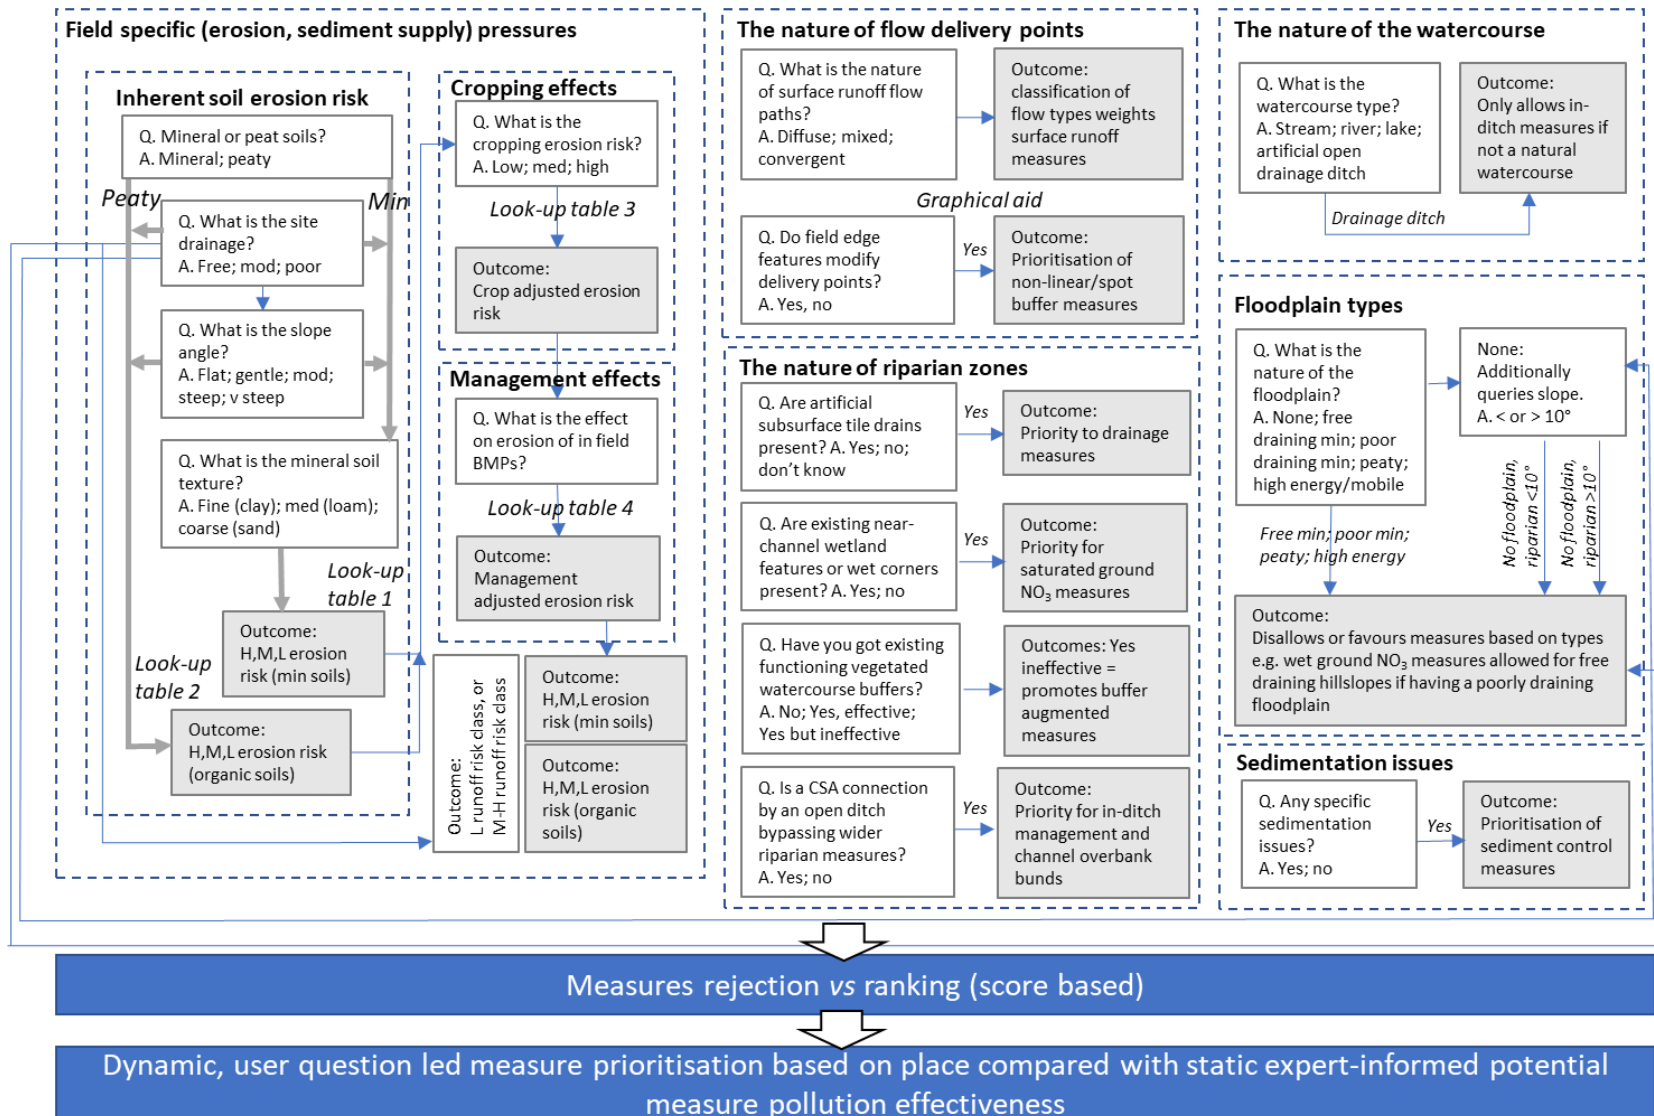 Field specific (erosion, sediment supply) pressures
Inherent soil erosion risk
Q. Mineral or peat soils?
A. Mineral; peaty
Peaty
Min
Q. What is the site
drainage?
A. Free; mod; poor
Q. What is the slope
angle?
A. Flat; gentle; mod;
steep; v steep
Q. What is the mineral soil
texture?
A. Fine (clay); med (loam);
coarse (sand)
Look-up
table 1
Outcome:
H,M,L erosion
risk (min soils)
Look-up
table 2
Outcome:
H,M,L erosion risk
(organic soils)
Cropping effects
Q. What is the
cropping erosion risk?
A. Low; med; high
Look-up table 3
Outcome:
Crop adjusted erosion
risk
Management effects
Q. What is the effect
on erosion of in field
BMPs?
Look-up table 4
Outcome:
Management
adjusted erosion risk
Outcome:
L runoff risk class, or
M-H runoff risk class
Outcome:
H,M,L erosion
risk (min soils)
Outcome:
H,M,L erosion
risk (organic
soils)
The nature of flow delivery points
Q. What is the nature
of surface runoff flow
paths?
A. Diffuse; mixed;
convergent
Outcome:
classification of
flow types weights
surface runoff
measures
Graphical aid
Q. Do field edge
features modify
delivery points?
A. Yes, no
Yes
Outcome:
Prioritisation of
non-linear/spot
buffer measures
The nature of riparian zones
Q. Are artificial
subsurface tile drains
present? A. Yes; no;
don't know
Yes
Outcome:
Priority to drainage
measures
Q. Are existing near-
channel wetland
features or wet corners
present? A. Yes; no
Yes
Outcome:
Priority for
saturated ground
NO₃ measures
Q. Have you got existing
functioning vegetated
watercourse buffers?
A. No; Yes, effective;
Yes but ineffective
Outcomes: Yes
ineffective =
promotes buffer
augmented
measures
Q. Is a CSA connection
by an open ditch
bypassing wider
riparian measures?
A. Yes; no
Yes
Outcome:
Priority for in-ditch
management and
channel overbank
bunds
The nature of the watercourse
Q. What is the
watercourse type?
A. Stream; river; lake;
artificial open
drainage ditch
Outcome:
Only allows in-
ditch measures if
not a natural
watercourse
Drainage ditch
Floodplain types
Q. What is the
nature of the
floodplain?
A. None; free
draining min; poor
draining min; peaty;
high energy/mobile
None:
Additionally
queries slope.
A. < or > 10°
Free min; poor min;
peaty; high energy
No floodplain,
riparian <10°
No floodplain,
riparian >10°
Outcome:
Disallows or favours measures based on types
e.g. wet ground NO₃ measures allowed for free
draining hillslopes if having a poorly draining
floodplain
Sedimentation issues
Q. Any specific
sedimentation
issues?
A. Yes; no
Yes
Outcome:
Prioritisation of
sediment control
measures
Measures rejection vs ranking (score based)
Dynamic, user question led measure prioritisation based on place compared with static expert-informed potential
measure pollution effectiveness